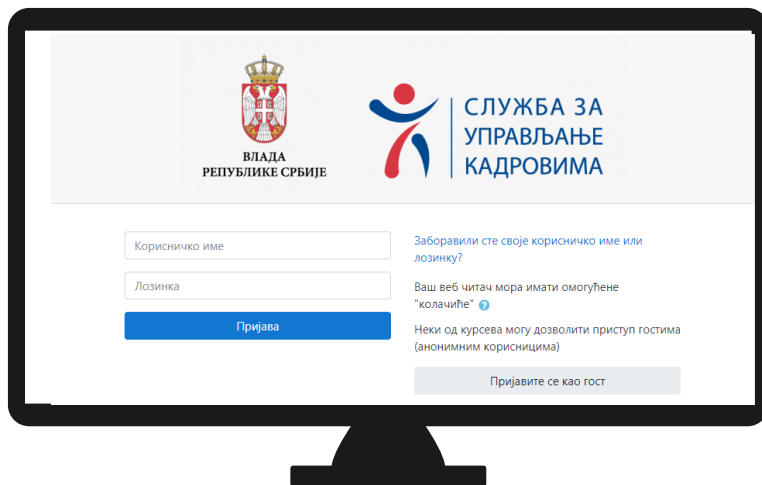 ВЛАДА
РЕПУБЛИКЕ СРБИЈЕ
СЛУЖБА ЗА
УПРАВЉАЊЕ
КАДРОВИМА
Корисничко име
Лозинка
Пријава
Заборавили сте своје корисничко име или
лозинку?
Ваш веб читач мора имати омогућене
"колачиће"
Неки од курсева могу дозволити приступ гостима
(анонимним корисницима)
Пријавите се као гост